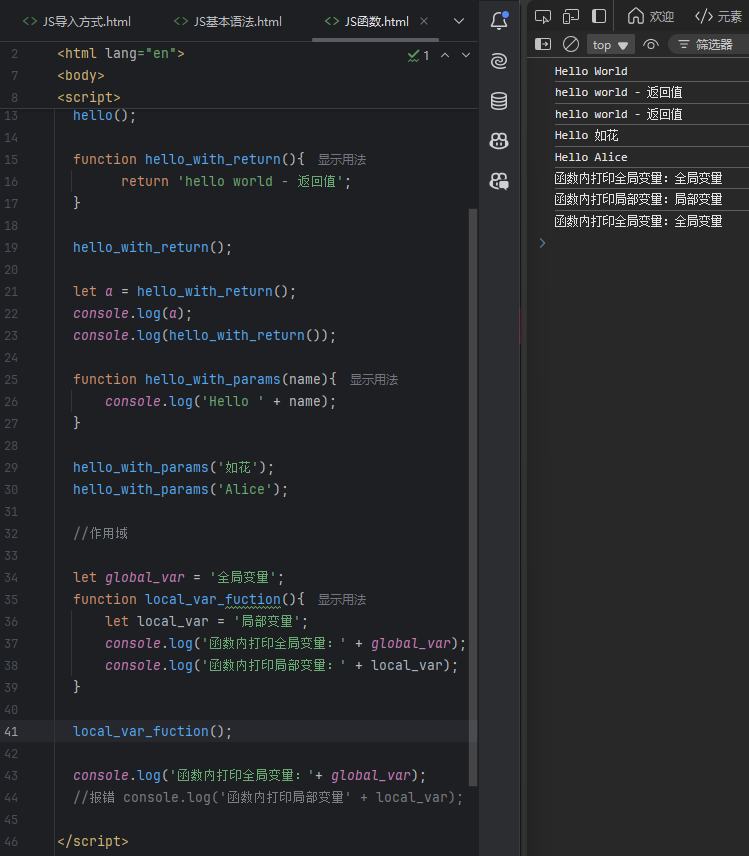 JS导入方式.html
JS基本语法.html
JS函数.html
2 <html lang="en">
1
7 <body>
8 <script>
13 hello();
14
15 function hello_with_return(){ 显示用法
16 return 'hello world - 返回值';
17 }
18
19 hello_with_return();
20
21 let a = hello_with_return();
22 console.log(a);
23 console.log(hello_with_return());
24
25 function hello_with_params(name){ 显示用法
26 console.log('Hello ' + name);
27 }
28
29 hello_with_params('如花');
30 hello_with_params('Alice');
31
32 //作用域
33
34 let global_var = '全局变量';
35 function local_var_fuction(){ 显示用法
36 let local_var = '局部变量';
37 console.log('函数内打印全局变量: ' + global_var);
38 console.log('函数内打印局部变量: ' + local_var);
39 }
40
41 local_var_fuction();
42
43 console.log('函数内打印全局变量: '+ global_var);
44 //报错 console.log('函数内打印局部变量' + local_var);
45
46 </script>
欢迎
</> 元素
top
筛选器
Hello World
hello world - 返回值
hello world - 返回值
Hello 如花
Hello Alice
函数内打印全局变量: 全局变量
函数内打印局部变量: 局部变量
函数内打印全局变量: 全局变量